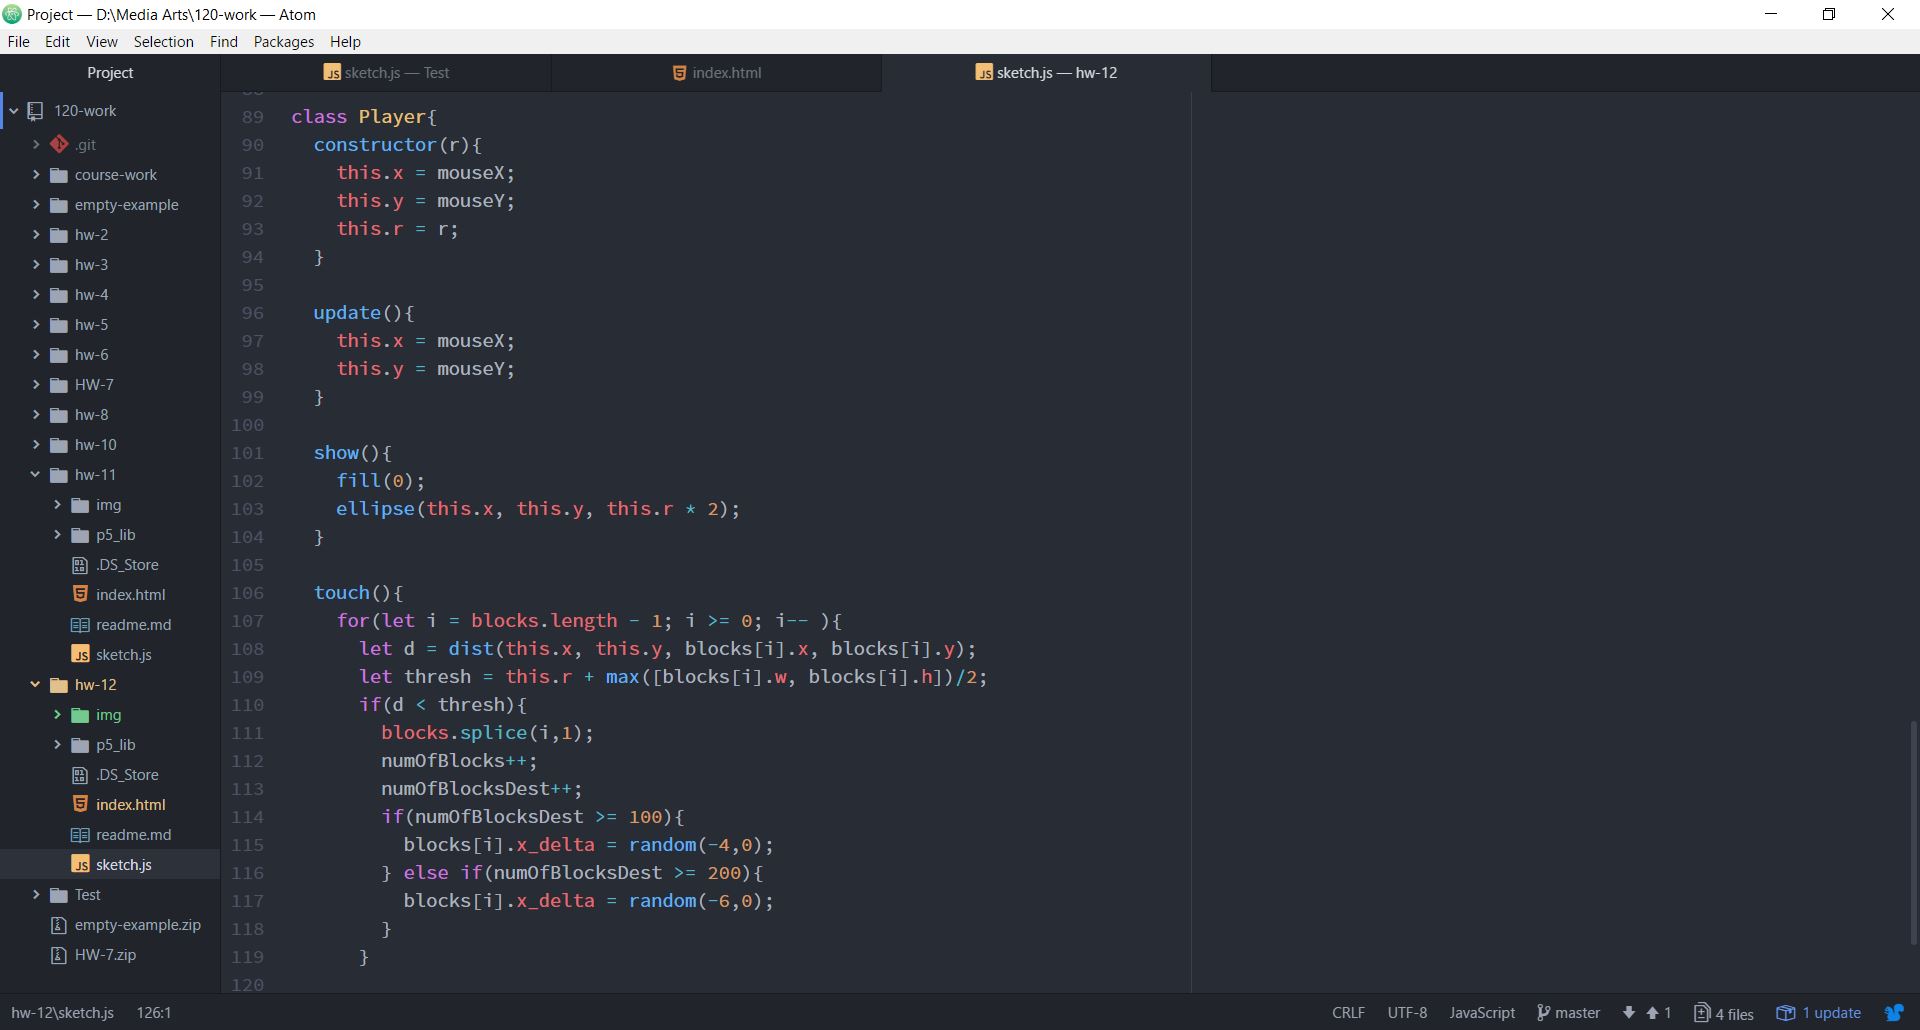 Project — D:\Media Arts\120-work — Atom
File Edit View Selection Find Packages Help
Project
sketch.js — Test
index.html
sketch.js — hw-12
120-work
.git
course-work
empty-example
hw-2
hw-3
hw-4
hw-5
hw-6
HW-7
hw-8
hw-10
hw-11
img
p5_lib
.DS_Store
index.html
readme.md
sketch.js
hw-12
img
p5_lib
.DS_Store
index.html
readme.md
sketch.js
Test
empty-example.zip
HW-7.zip
89 class Player{
90 constructor(r){
91 this.x = mouseX;
92 this.y = mouseY;
93 this.r = r;
94 }
95
96 update(){
97 this.x = mouseX;
98 this.y = mouseY;
99 }
100
101 show(){
102 fill(0);
103 ellipse(this.x, this.y, this.r * 2);
104 }
105
106 touch(){
107 for(let i = blocks.length - 1; i >= 0; i-- ){
108 let d = dist(this.x, this.y, blocks[i].x, blocks[i].y);
109 let thresh = this.r + max([blocks[i].w, blocks[i].h])/2;
110 if(d < thresh){
111 blocks.splice(i,1);
112 numOfBlocks++;
113 numOfBlocksDest++;
114 if(numOfBlocksDest >= 100){
115 blocks[i].x_delta = random(-4,0);
116 } else if(numOfBlocksDest >= 200){
117 blocks[i].x_delta = random(-6,0);
118 }
119 }
120
hw-12\sketch.js 126:1 CRLF UTF-8 JavaScript master 1 4 files 1 update